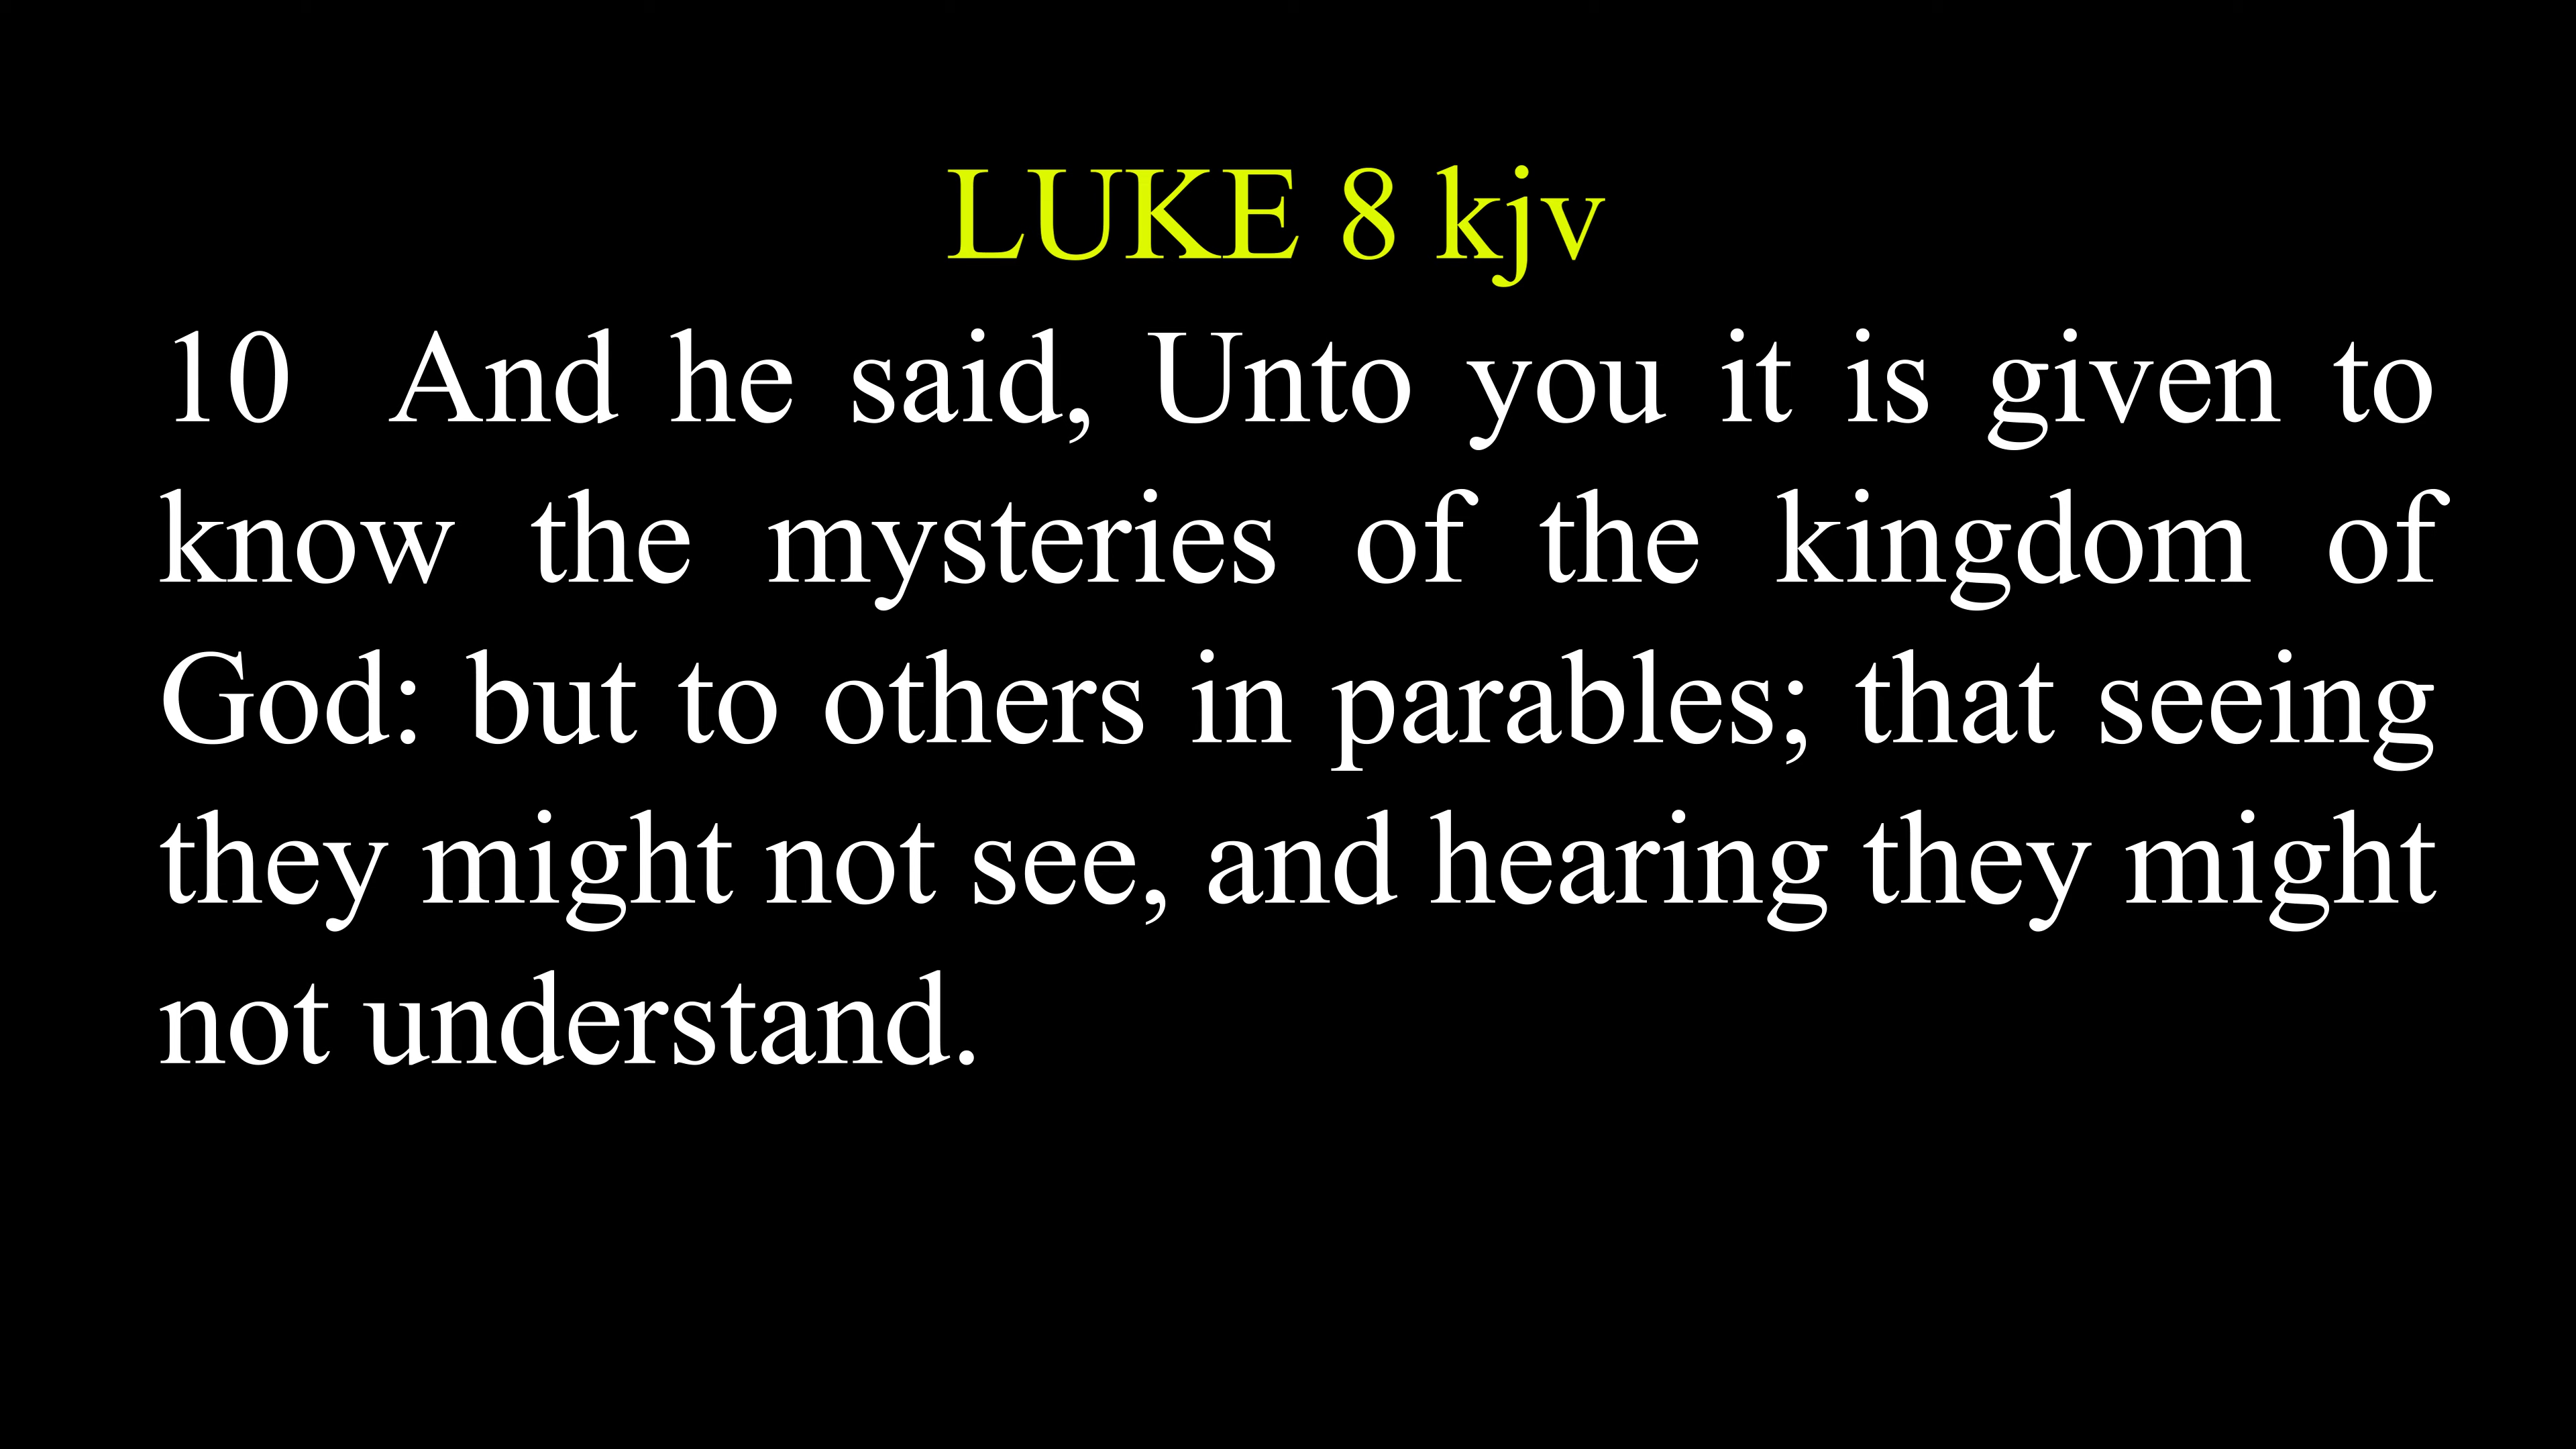 LUKE 8 kjv
10 And he said, Unto you it is given to
know the mysteries of the kingdom of
God: but to others in parables; that seeing
they might not see, and hearing they might
not understand.